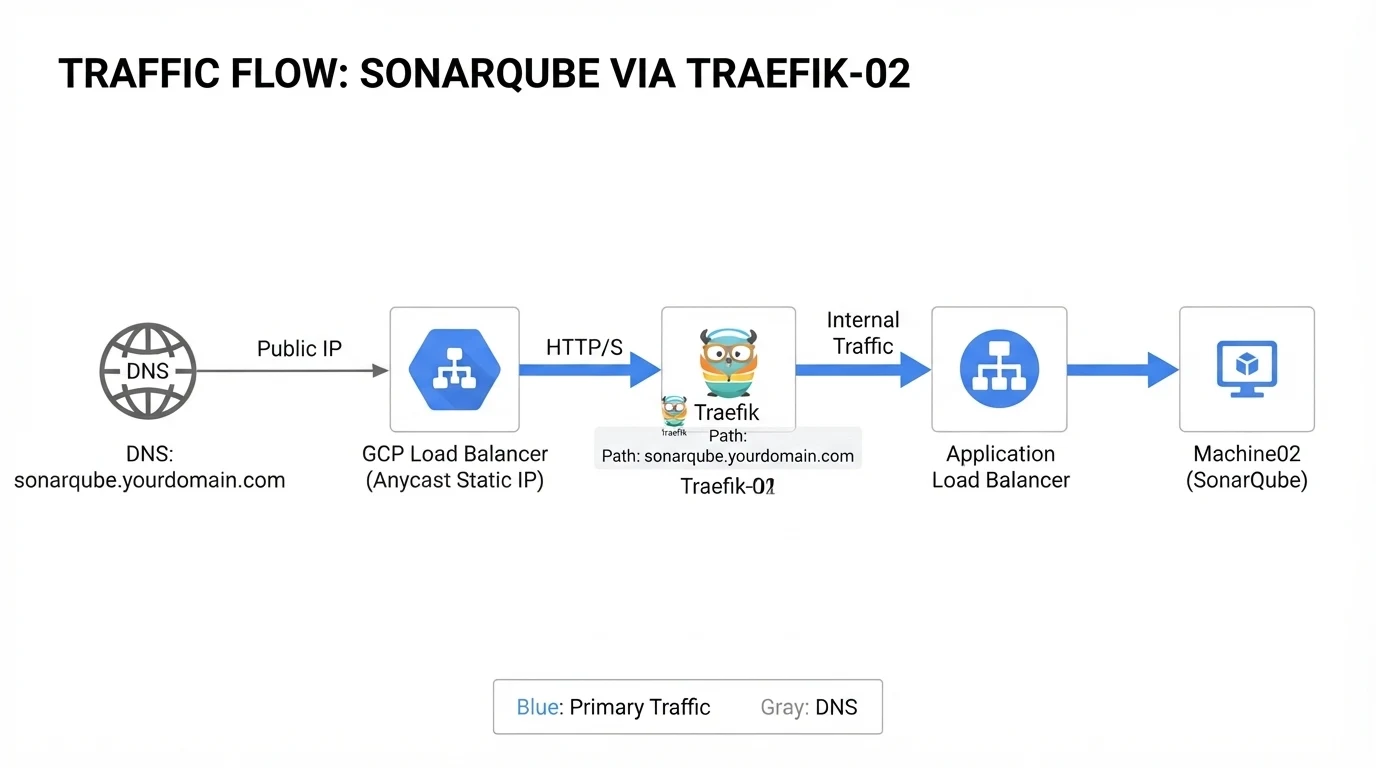 TRAFFIC FLOW: SONARQUBE VIA TRAEFIK-02
DNS
Public IP
HTTP/S
Internal
Traffic
Traefik
Traefik
Path:
Path: sonarqube.yourdomain.com
DNS:
sonarqube.yourdomain.com
GCP Load Balancer
(Anycast Static IP)
Application
Load Balancer
Machine02
(SonarQube)
Blue: Primary Traffic
Gray: DNS